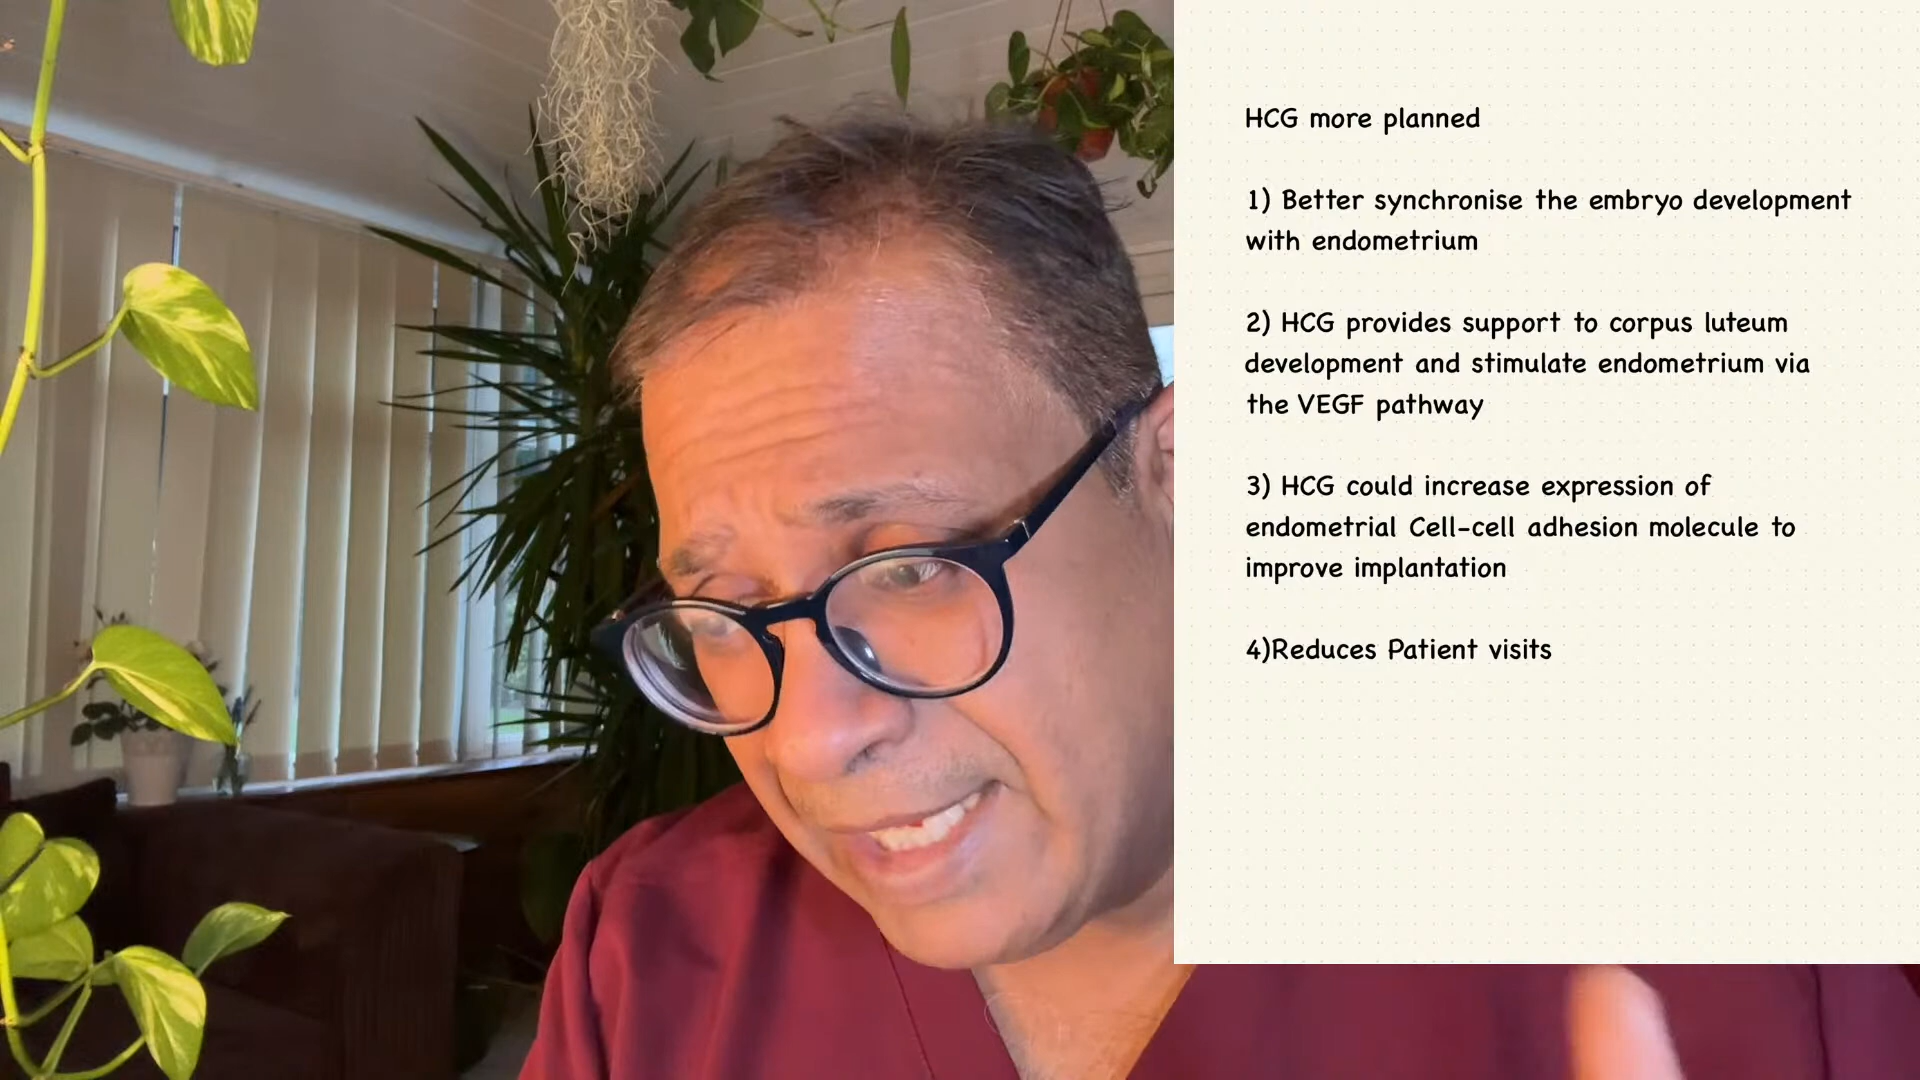 HCG more planned
1) Better synchronise the embryo development
with endometrium
2) HCG provides support to corpus luteum
development and stimulate endometrium via
the VEGF pathway
3) HCG could increase expression of
endometrial Cell-cell adhesion molecule to
improve implantation
4)Reduces Patient visits